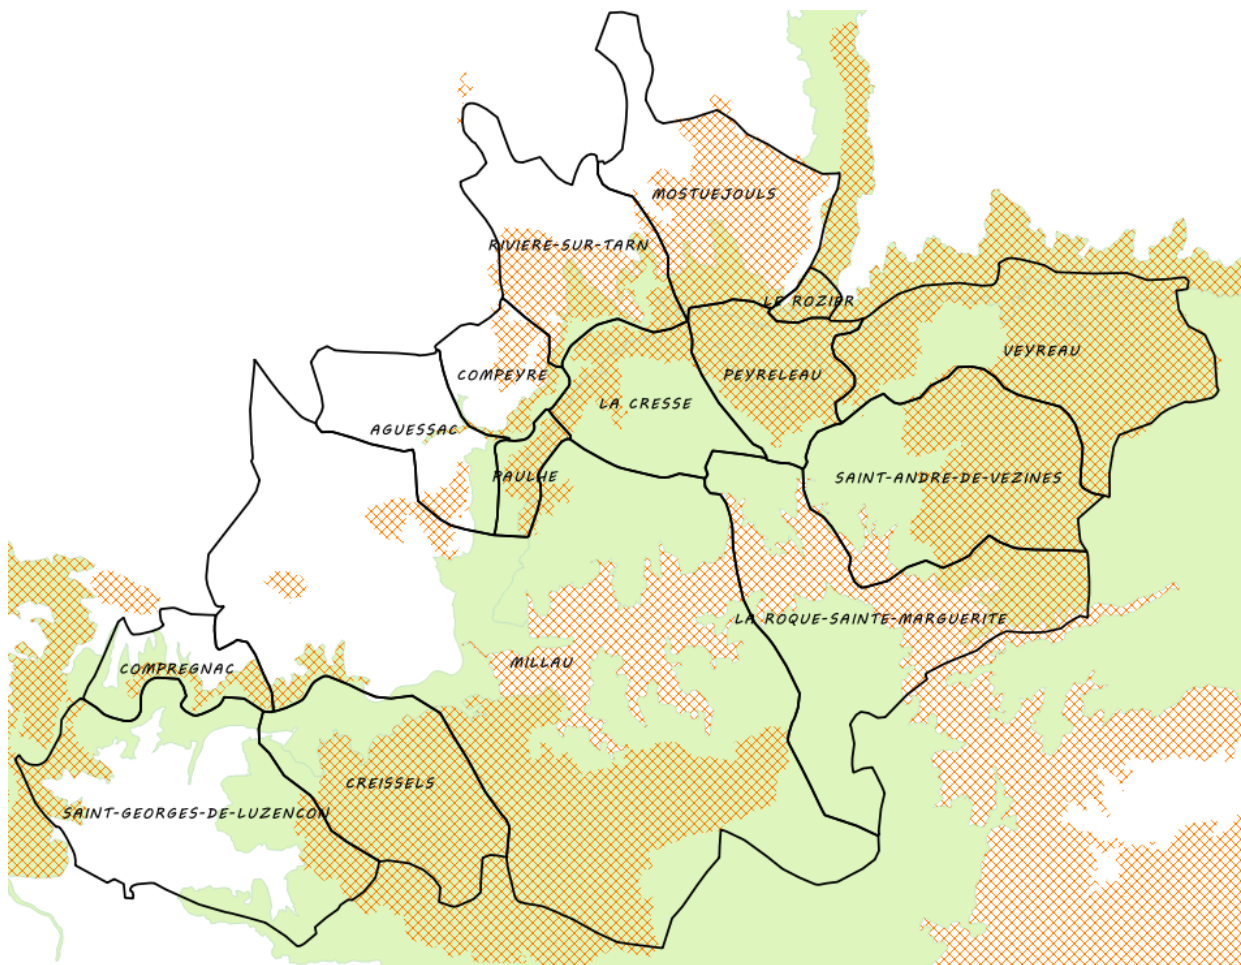 MOSTUEJOULS
RIVIERE-SUR-TARN
LE ROZIER
VEYREAU
COMPEYRE
PEYRELEAU
LA CRESSE
AGUESSAC
PAULHE
SAINT-ANDRE-DE-VEZINES
LA ROQUE-SAINTE-MARGUERITE
MILLAU
COMPREGNAC
CREISSELS
SAINT-GEORGES-DE-LUZENCON